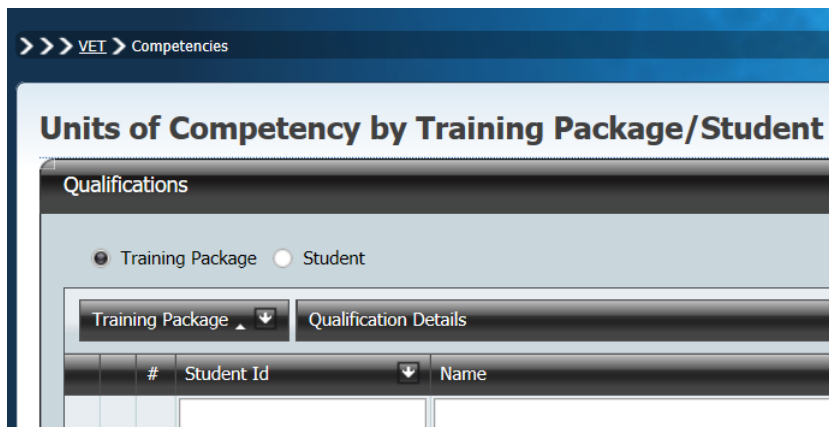 VET Competencies
Units of Competency by Training Package/Student
Qualifications
Training Package Student
Training Package Qualification Details
# Student Id Name